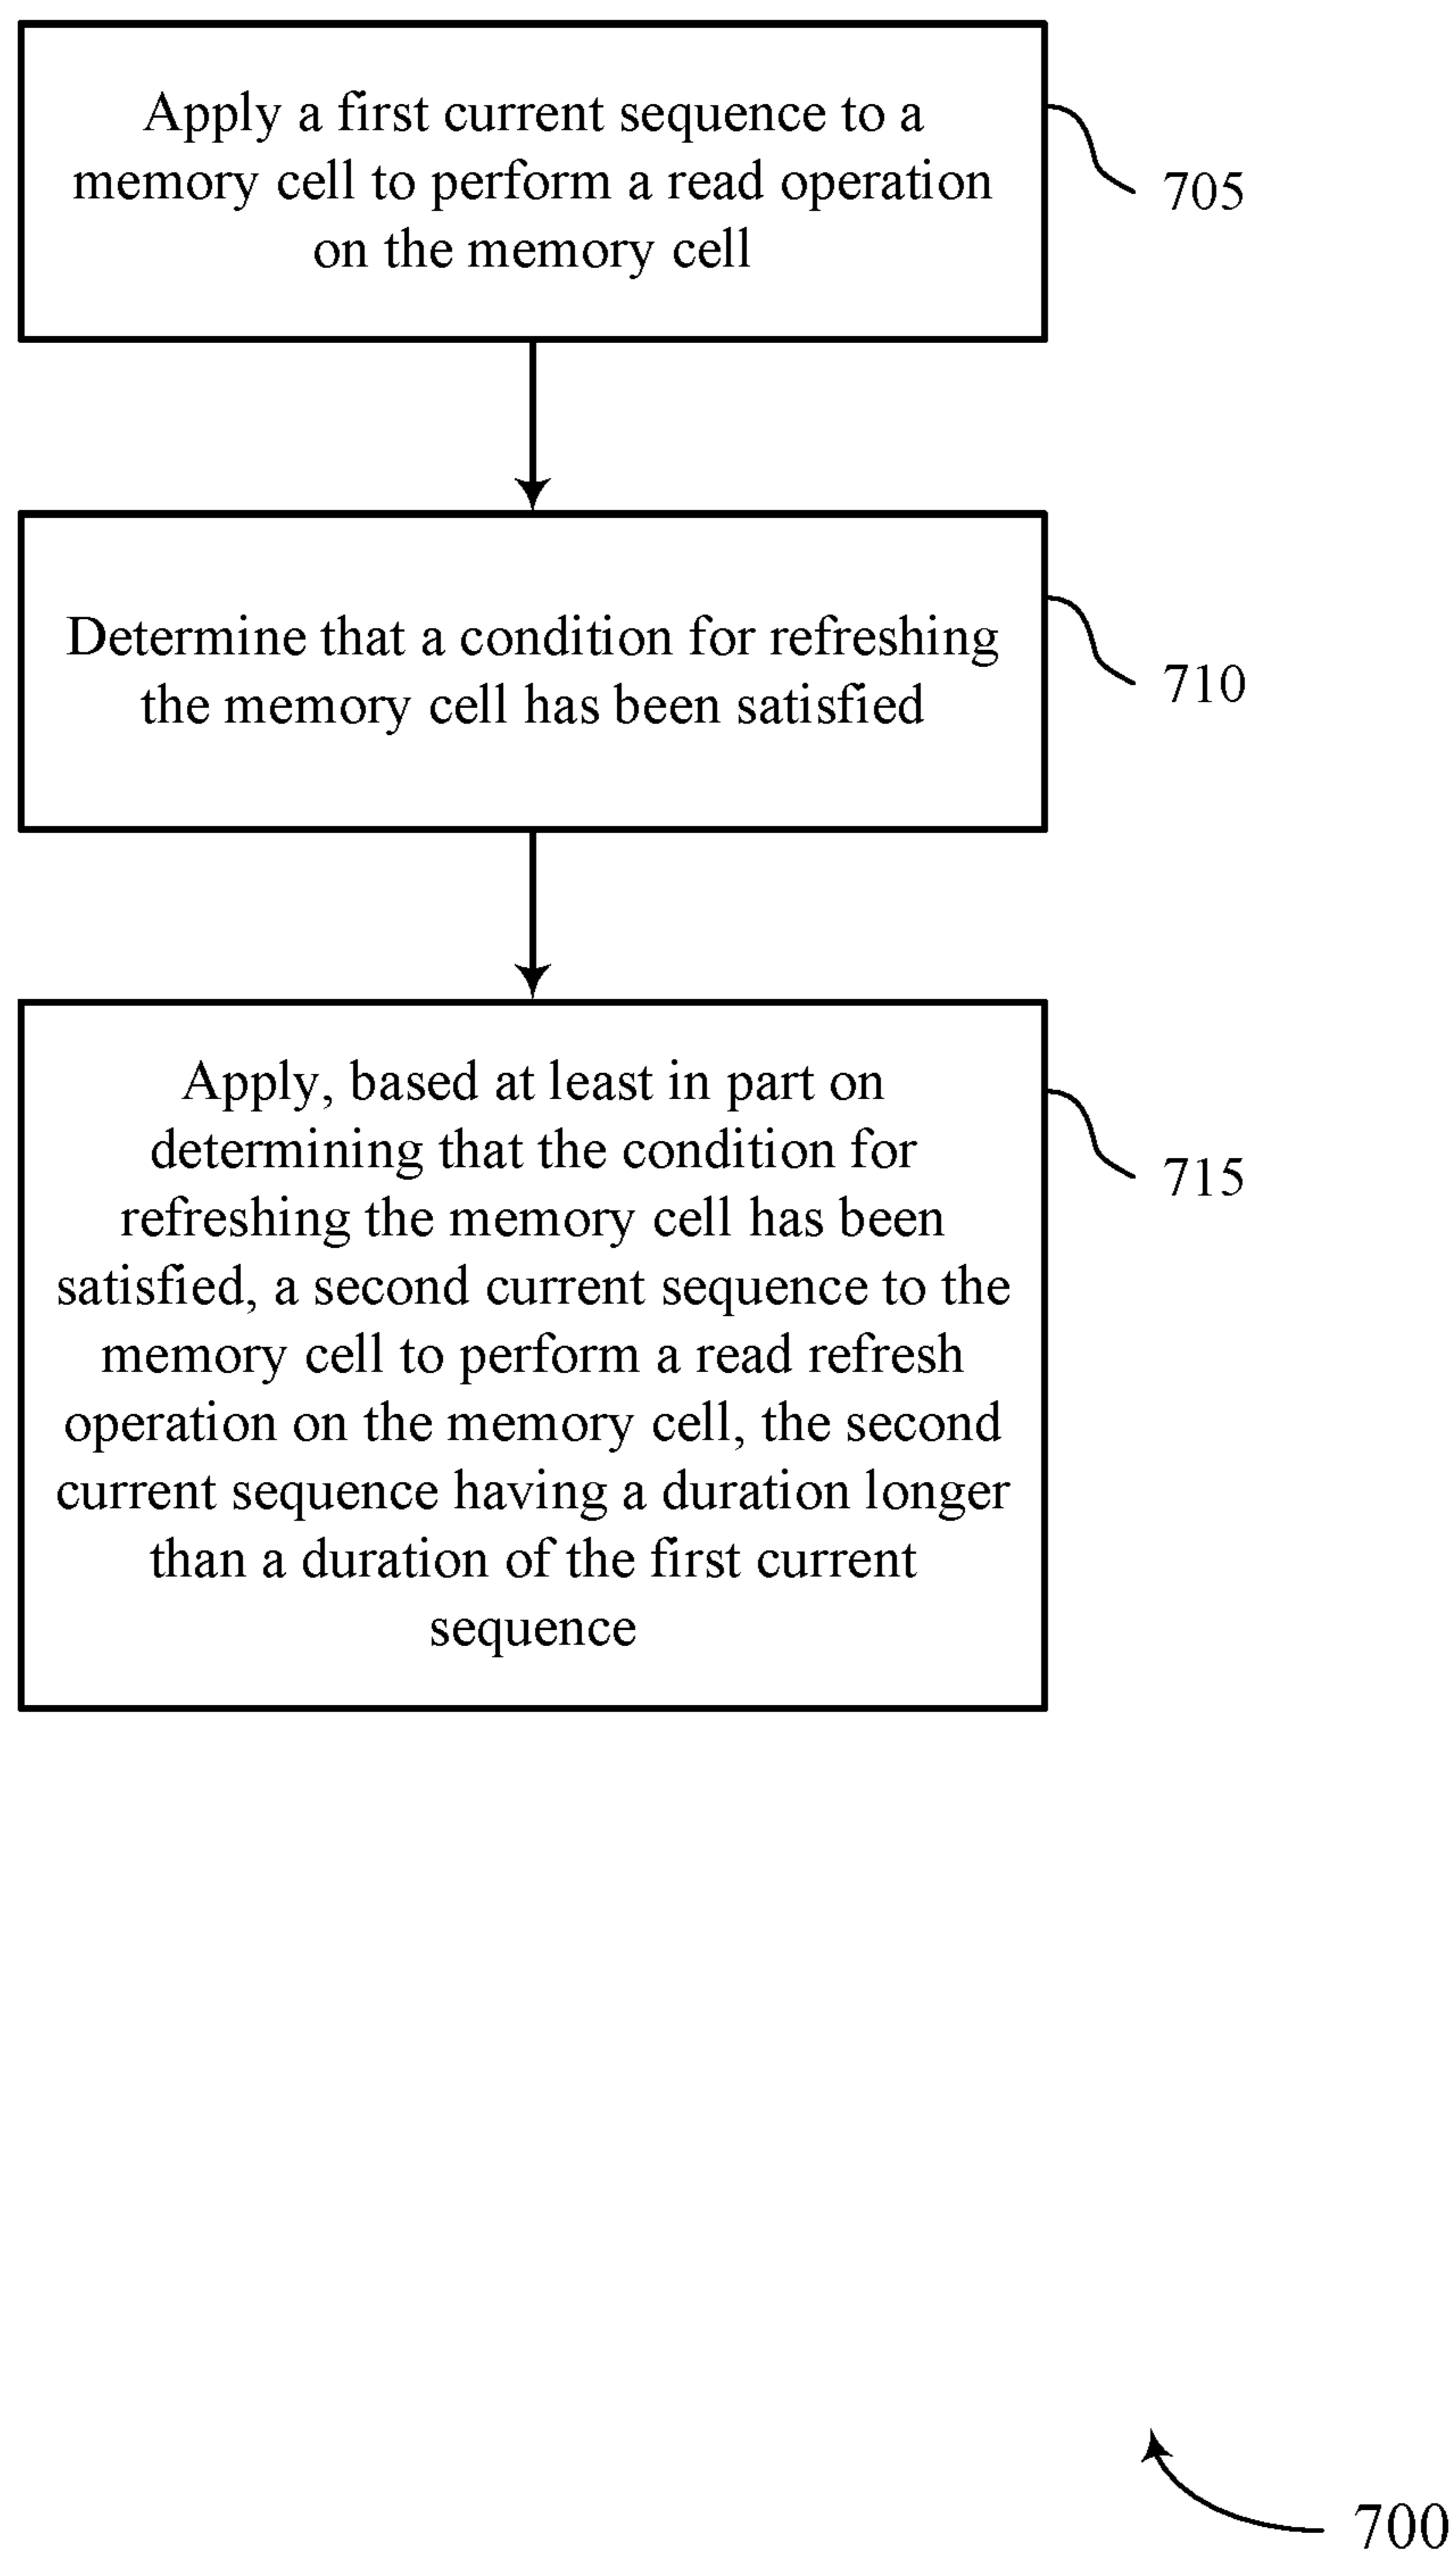 Apply a first current sequence to a
memory cell to perform a read operation
on the memory cell
705
Determine that a condition for refreshing
the memory cell has been satisfied
710
Apply, based at least in part on
determining that the condition for
refreshing the memory cell has been
satisfied, a second current sequence to the
memory cell to perform a read refresh
operation on the memory cell, the second
current sequence having a duration longer
than a duration of the first current
sequence
715
700